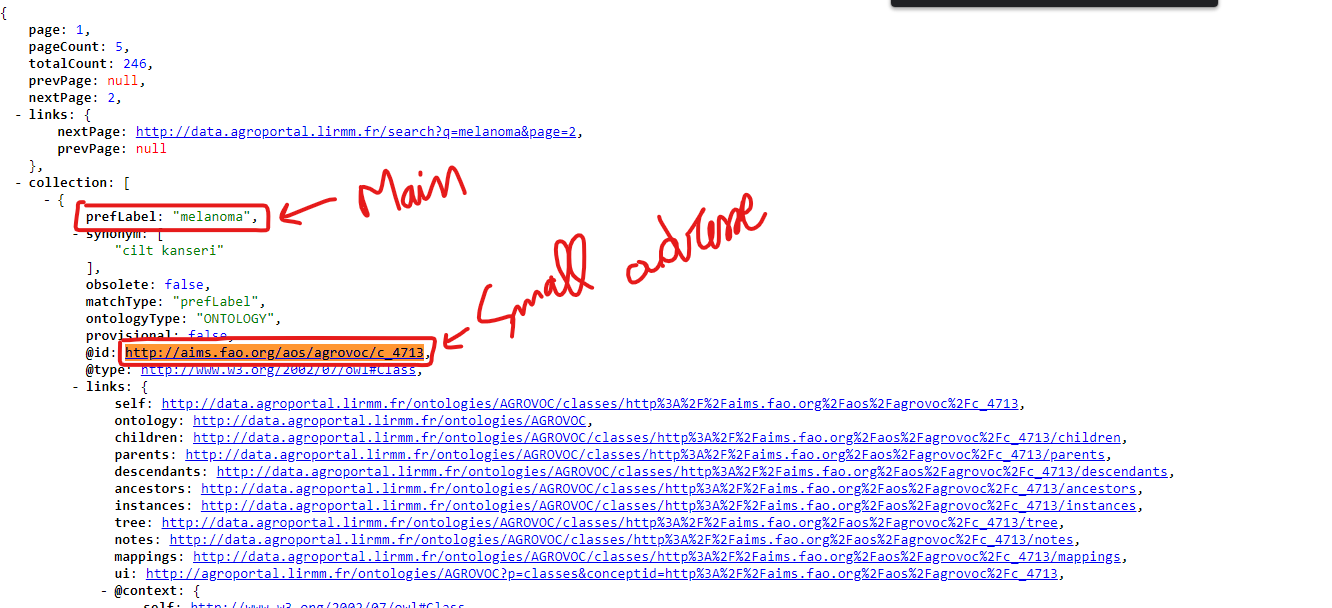 {
page: 1,
pageCount: 5,
totalCount: 246,
prevPage: null,
nextPage: 2,
- links: {
nextPage: http://data.agroportal.lirmm.fr/search?q=melanoma&page=2,
prevPage: null
},
- collection: [
- {
Main
prefLabel: "melanoma",
- synonym: [
"cilt kanseri"
],
Small adresse
obsolete: false,
matchType: "prefLabel",
ontologyType: "ONTOLOGY",
provisional: false,
@id: http://aims.fao.org/aos/agrovoc/c_4713,
@type: http://www.w3.org/2002/07/owl#Class,
- links: {
self: http://data.agroportal.lirmm.fr/ontologies/AGROVOC/classes/http%3A%2F%2Faims.fao.org%2Faos%2Fagrovoc%2Fc_4713,
ontology: http://data.agroportal.lirmm.fr/ontologies/AGROVOC,
children: http://data.agroportal.lirmm.fr/ontologies/AGROVOC/classes/http%3A%2F%2Faims.fao.org%2Faos%2Fagrovoc%2Fc_4713/children,
parents: http://data.agroportal.lirmm.fr/ontologies/AGROVOC/classes/http%3A%2F%2Faims.fao.org%2Faos%2Fagrovoc%2Fc_4713/parents,
descendants: http://data.agroportal.lirmm.fr/ontologies/AGROVOC/classes/http%3A%2F%2Faims.fao.org%2Faos%2Fagrovoc%2Fc_4713/descendants,
ancestors: http://data.agroportal.lirmm.fr/ontologies/AGROVOC/classes/http%3A%2F%2Faims.fao.org%2Faos%2Fagrovoc%2Fc_4713/ancestors,
instances: http://data.agroportal.lirmm.fr/ontologies/AGROVOC/classes/http%3A%2F%2Faims.fao.org%2Faos%2Fagrovoc%2Fc_4713/instances,
tree: http://data.agroportal.lirmm.fr/ontologies/AGROVOC/classes/http%3A%2F%2Faims.fao.org%2Faos%2Fagrovoc%2Fc_4713/tree,
notes: http://data.agroportal.lirmm.fr/ontologies/AGROVOC/classes/http%3A%2F%2Faims.fao.org%2Faos%2Fagrovoc%2Fc_4713/notes,
mappings: http://data.agroportal.lirmm.fr/ontologies/AGROVOC/classes/http%3A%2F%2Faims.fao.org%2Faos%2Fagrovoc%2Fc_4713/mappings,
ui: http://agroportal.lirmm.fr/ontologies/AGROVOC?p=classes&conceptid=http%3A%2F%2Faims.fao.org%2Faos%2Fagrovoc%2Fc_4713,
- @context: {
self: http://www.w3.org/2002/07/owl#Class